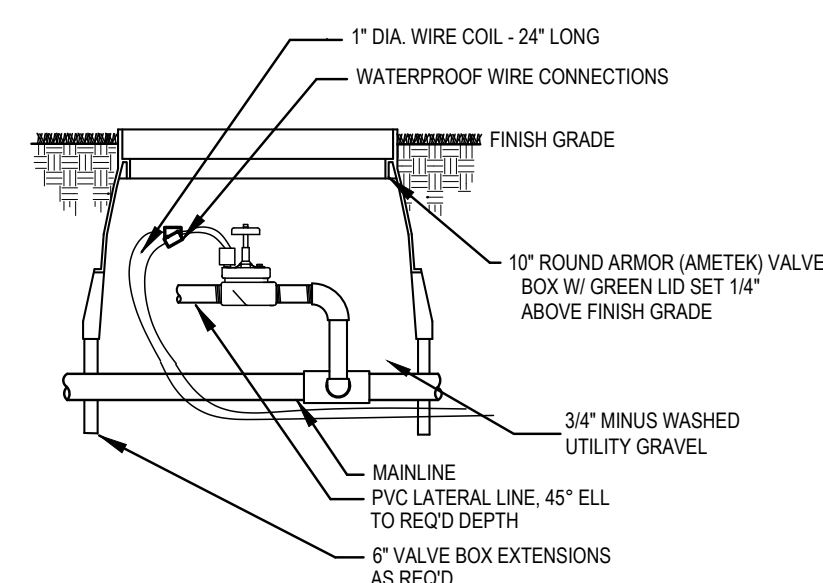 1" DIA. WIRE COIL - 24" LONG
WATERPROOF WIRE CONNECTIONS
FINISH GRADE
10" ROUND ARMOR (AMETEK) VALVE
BOX W/ GREEN LID SET 1/4"
ABOVE FINISH GRADE
3/4" MINUS WASHED
UTILITY GRAVEL
MAINLINE
PVC LATERAL LINE, 45° ELL
TO REQ'D DEPTH
6" VALVE BOX EXTENSIONS
AS REQ'D